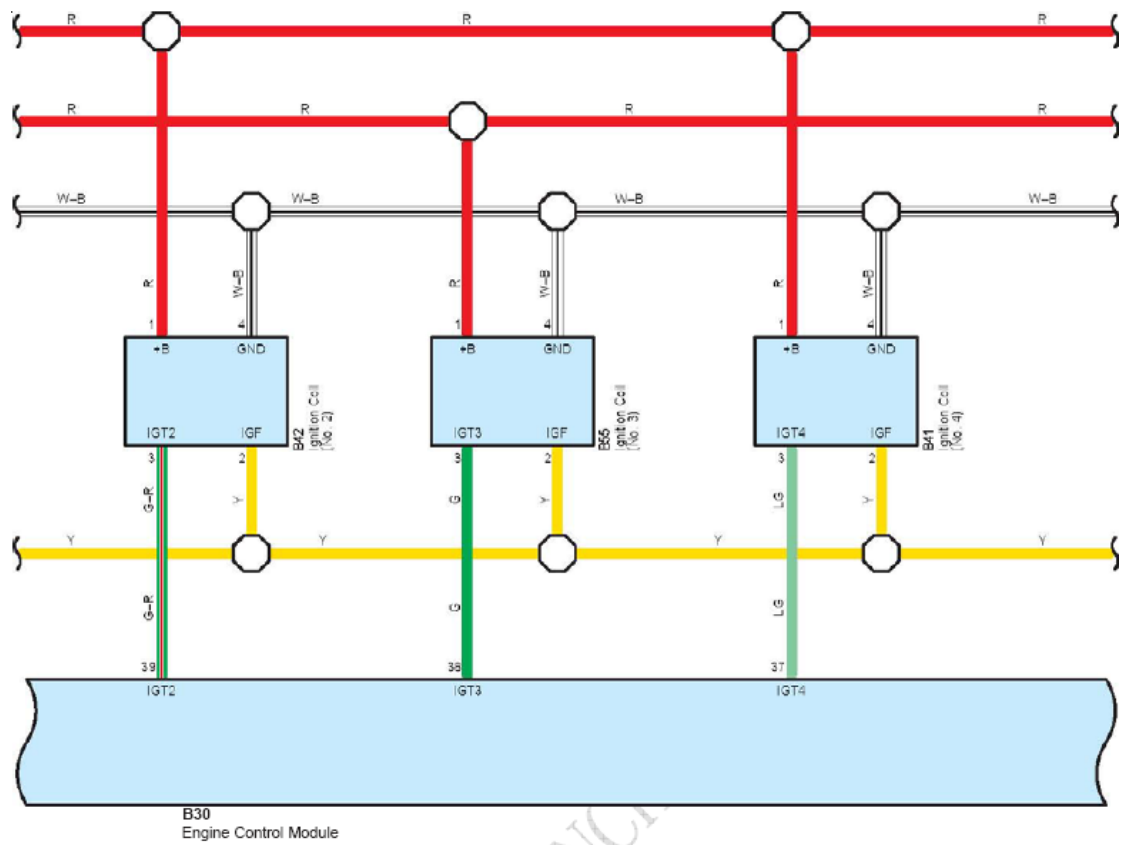 R R R
R R R R
W–B W–B W–B W–B
R W–B R W–B R W–B
1 4 1 4 1 4
+B GND +B GND +B GND
B42
Ignition Coil
(No. 2)
B55
Ignition Coil
(No. 3)
B41
Ignition Coil
(No. 4)
IGT2 IGF IGT3 IGF IGT4 IGF
3 2 3 2 3 2
G–R Y G Y LG Y
Y Y Y Y
G–R G LG
39 38 37
IGT2 IGT3 IGT4
B30
Engine Control Module